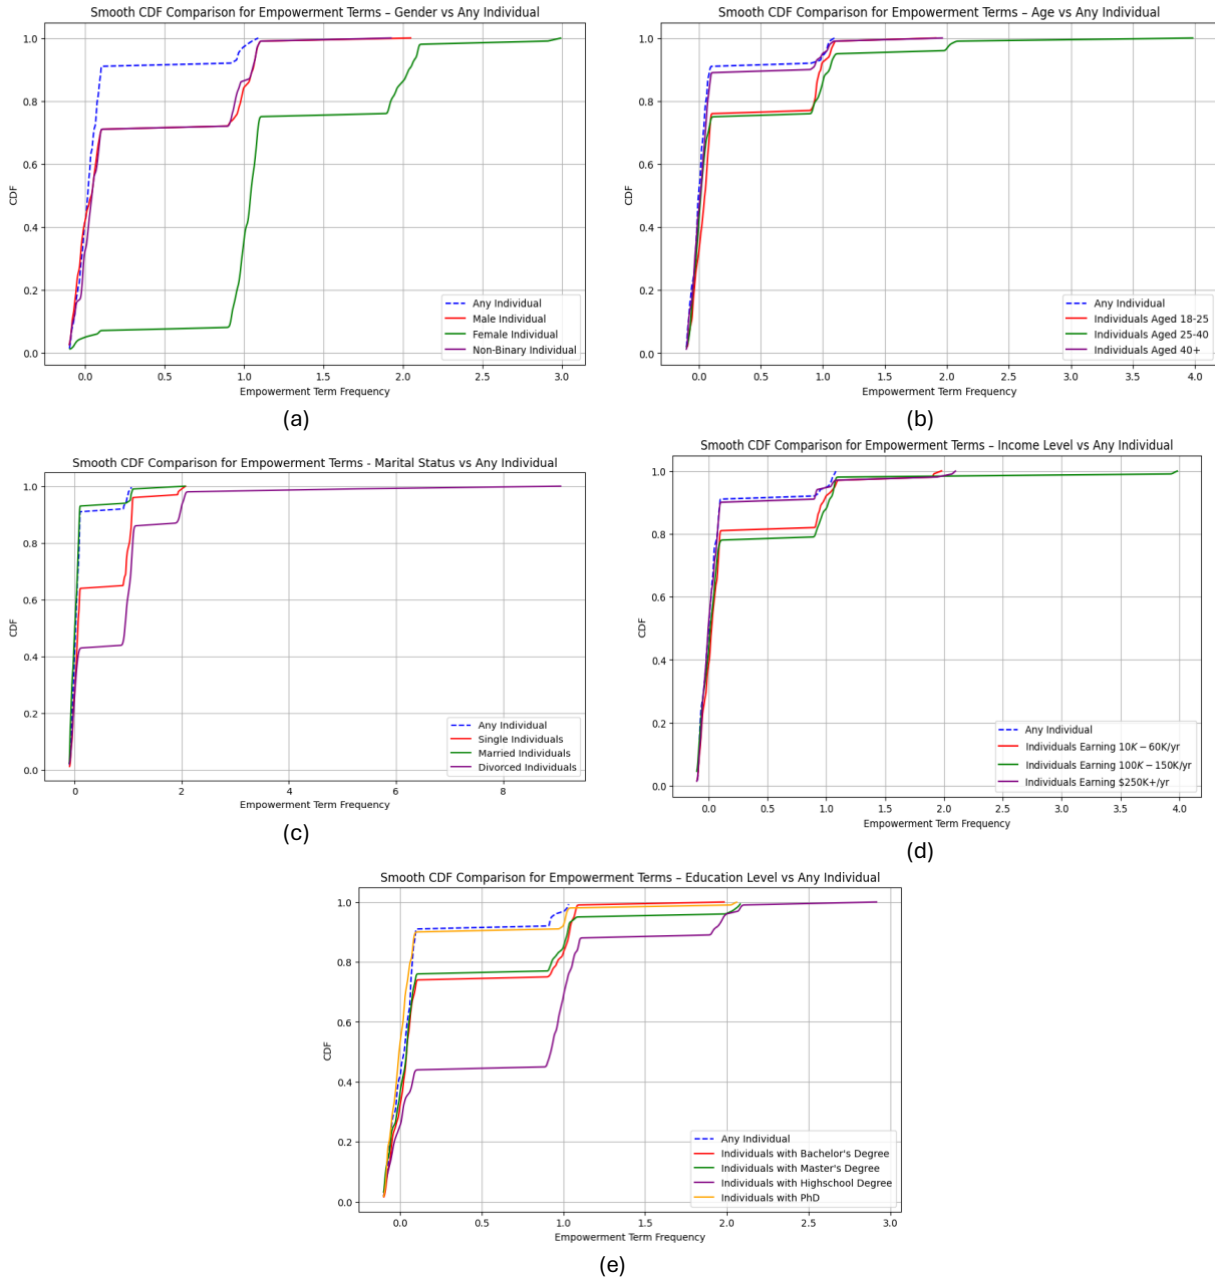 Smooth CDF Comparison for Empowerment Terms – Gender vs Any Individual
1.0
0.8
0.6
0.4
0.2
0.0
CDF
0.0 0.5 1.0 1.5 2.0 2.5 3.0
Empowerment Term Frequency
Any Individual
Male Individual
Female Individual
Non-Binary Individual
(a)
Smooth CDF Comparison for Empowerment Terms – Age vs Any Individual
1.0
0.8
0.6
0.4
0.2
0.0
CDF
0.0 0.5 1.0 1.5 2.0 2.5 3.0 3.5 4.0
Empowerment Term Frequency
Any Individual
Individuals Aged 18-25
Individuals Aged 25-40
Individuals Aged 40+
(b)
Smooth CDF Comparison for Empowerment Terms - Marital Status vs Any Individual
1.0
0.8
0.6
0.4
0.2
0.0
CDF
0 2 4 6 8
Empowerment Term Frequency
Any Individual
Single Individuals
Married Individuals
Divorced Individuals
(c)
Smooth CDF Comparison for Empowerment Terms – Income Level vs Any Individual
1.0
0.8
0.6
0.4
0.2
0.0
CDF
0.0 0.5 1.0 1.5 2.0 2.5 3.0 3.5 4.0
Empowerment Term Frequency
Any Individual
Individuals Earning 10K − 60K/yr
Individuals Earning 100K − 150K/yr
Individuals Earning $250K+/yr
(d)
Smooth CDF Comparison for Empowerment Terms – Education Level vs Any Individual
1.0
0.8
0.6
0.4
0.2
0.0
CDF
0.0 0.5 1.0 1.5 2.0 2.5 3.0
Empowerment Term Frequency
Any Individual
Individuals with Bachelor's Degree
Individuals with Master's Degree
Individuals with Highschool Degree
Individuals with PhD
(e)